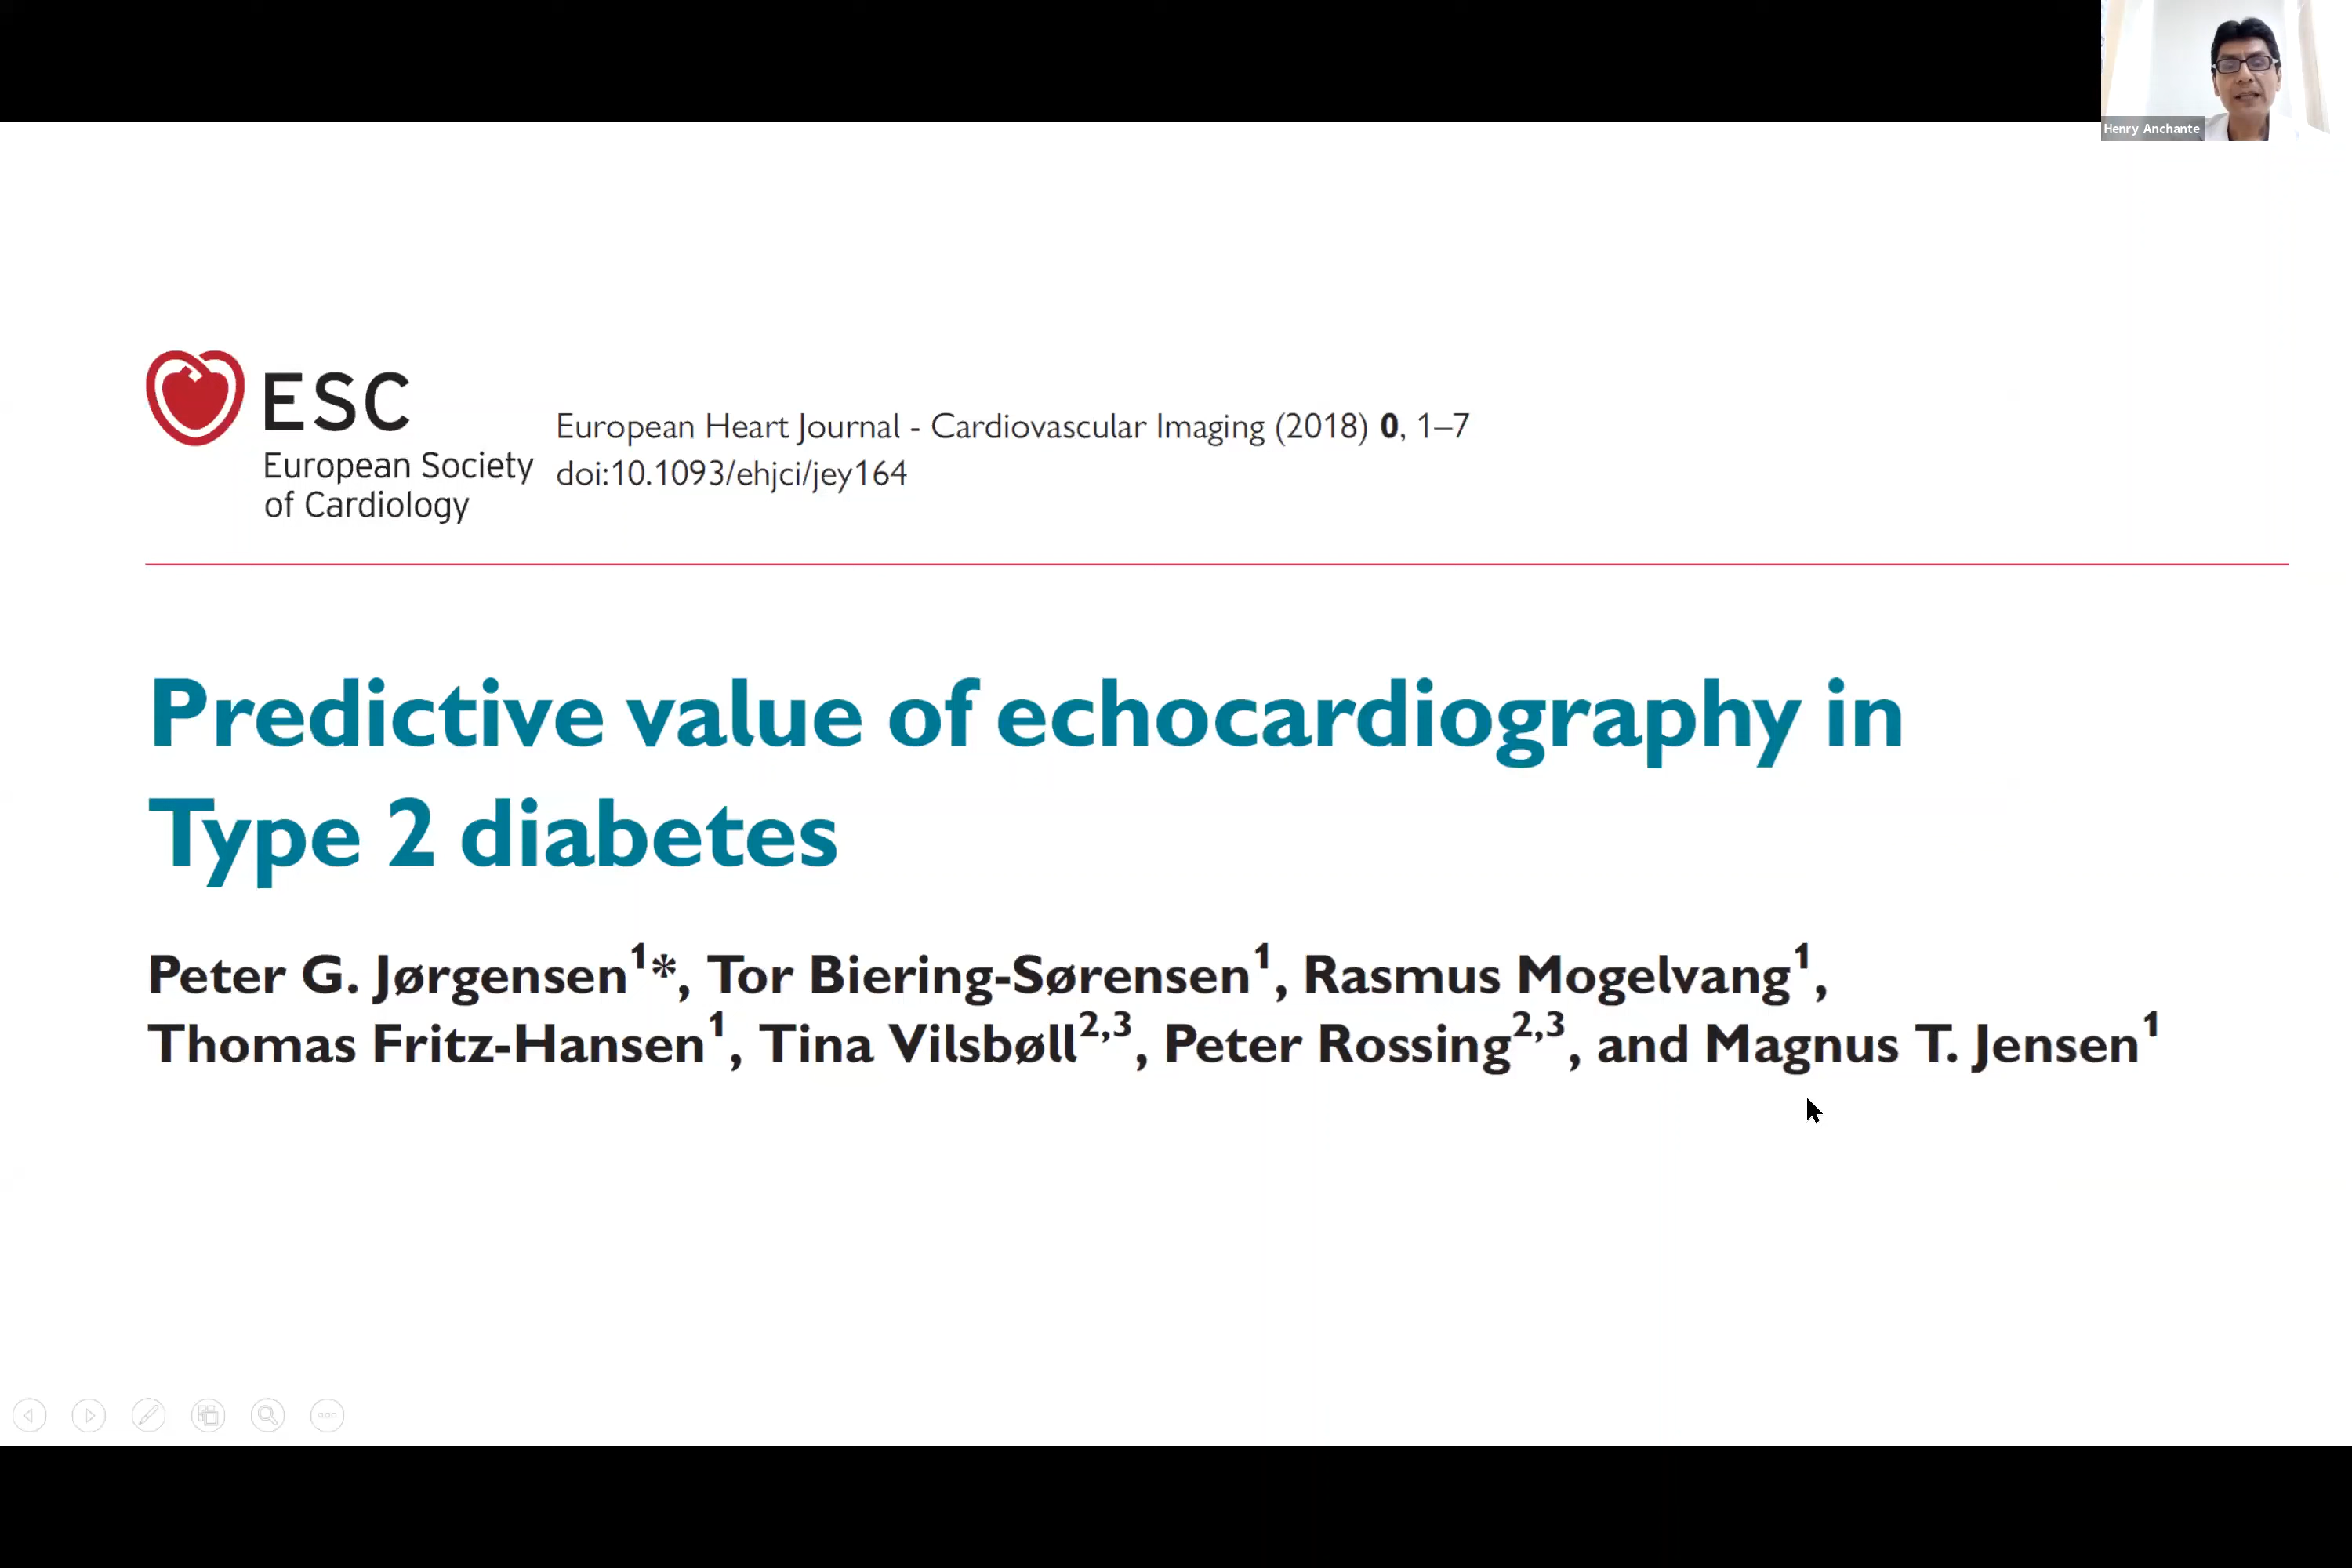 Henry Anchante
ESC
European Society
of Cardiology
European Heart Journal - Cardiovascular Imaging (2018) 0, 1–7
doi:10.1093/ehjci/jey164
Predictive value of echocardiography in
Type 2 diabetes
Peter G. Jørgensen1*, Tor Biering-Sørensen1, Rasmus Mogelvang1,
Thomas Fritz-Hansen1, Tina Vilsbøll2,3, Peter Rossing2,3, and Magnus T. Jensen1